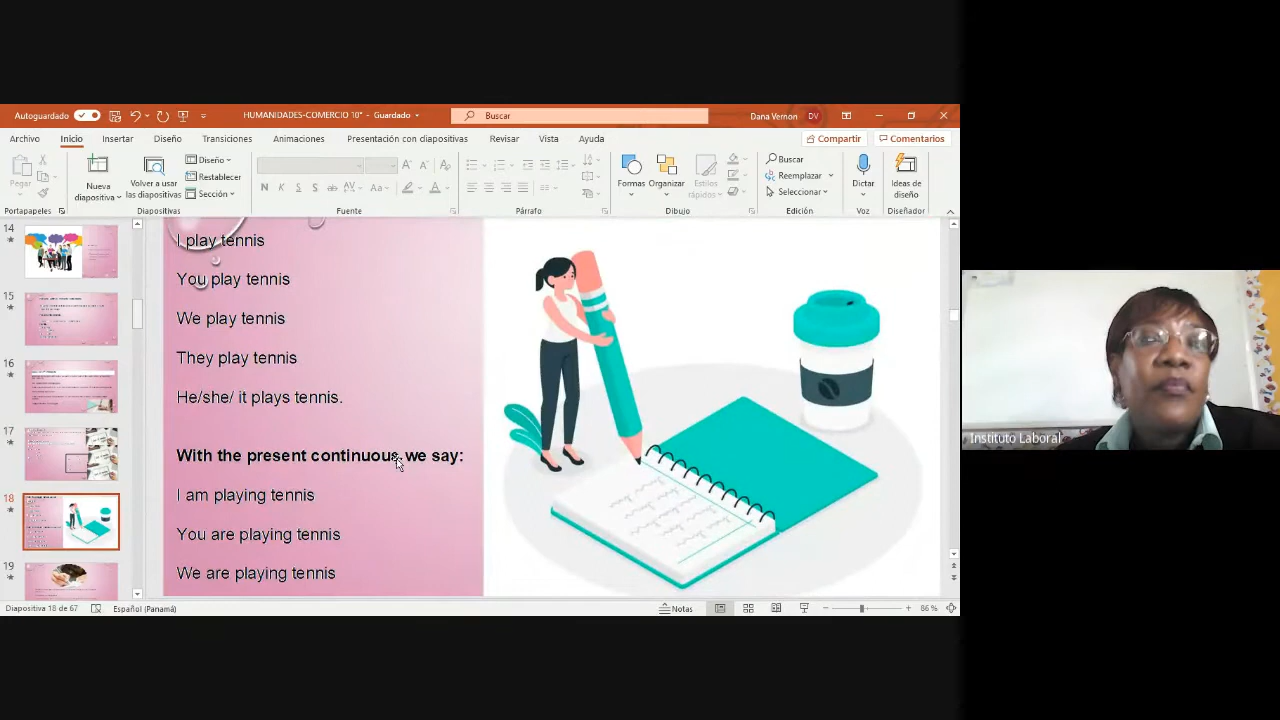 Autoguardado
HUMANIDADES-COMERCIO 10° - Guardado
Buscar
Dana Vernon
DV
Archivo
Inicio
Insertar
Diseño
Transiciones
Animaciones
Presentación con diapositivas
Revisar
Vista
Ayuda
Compartir
Comentarios
Pegar
Nueva
diapositiva
Volver a usar
las diapositivas
Diseño
Restablecer
Sección
N K S S ab AV Aa A
Formas
Organizar
Estilos
rápidos
Buscar
Reemplazar
Seleccionar
Dictar
Ideas de
diseño
Portapapeles
Diapositivas
Fuente
Párrafo
Dibujo
Edición
Voz
Diseñador
14
15
16
17
18
19
I play tennis
You play tennis
We play tennis
They play tennis
He/she/ it plays tennis.
With the present continuous we say:
I am playing tennis
You are playing tennis
We are playing tennis
Instituto Laboral
Diapositiva 18 de 67
Español (Panamá)
Notas
86 %